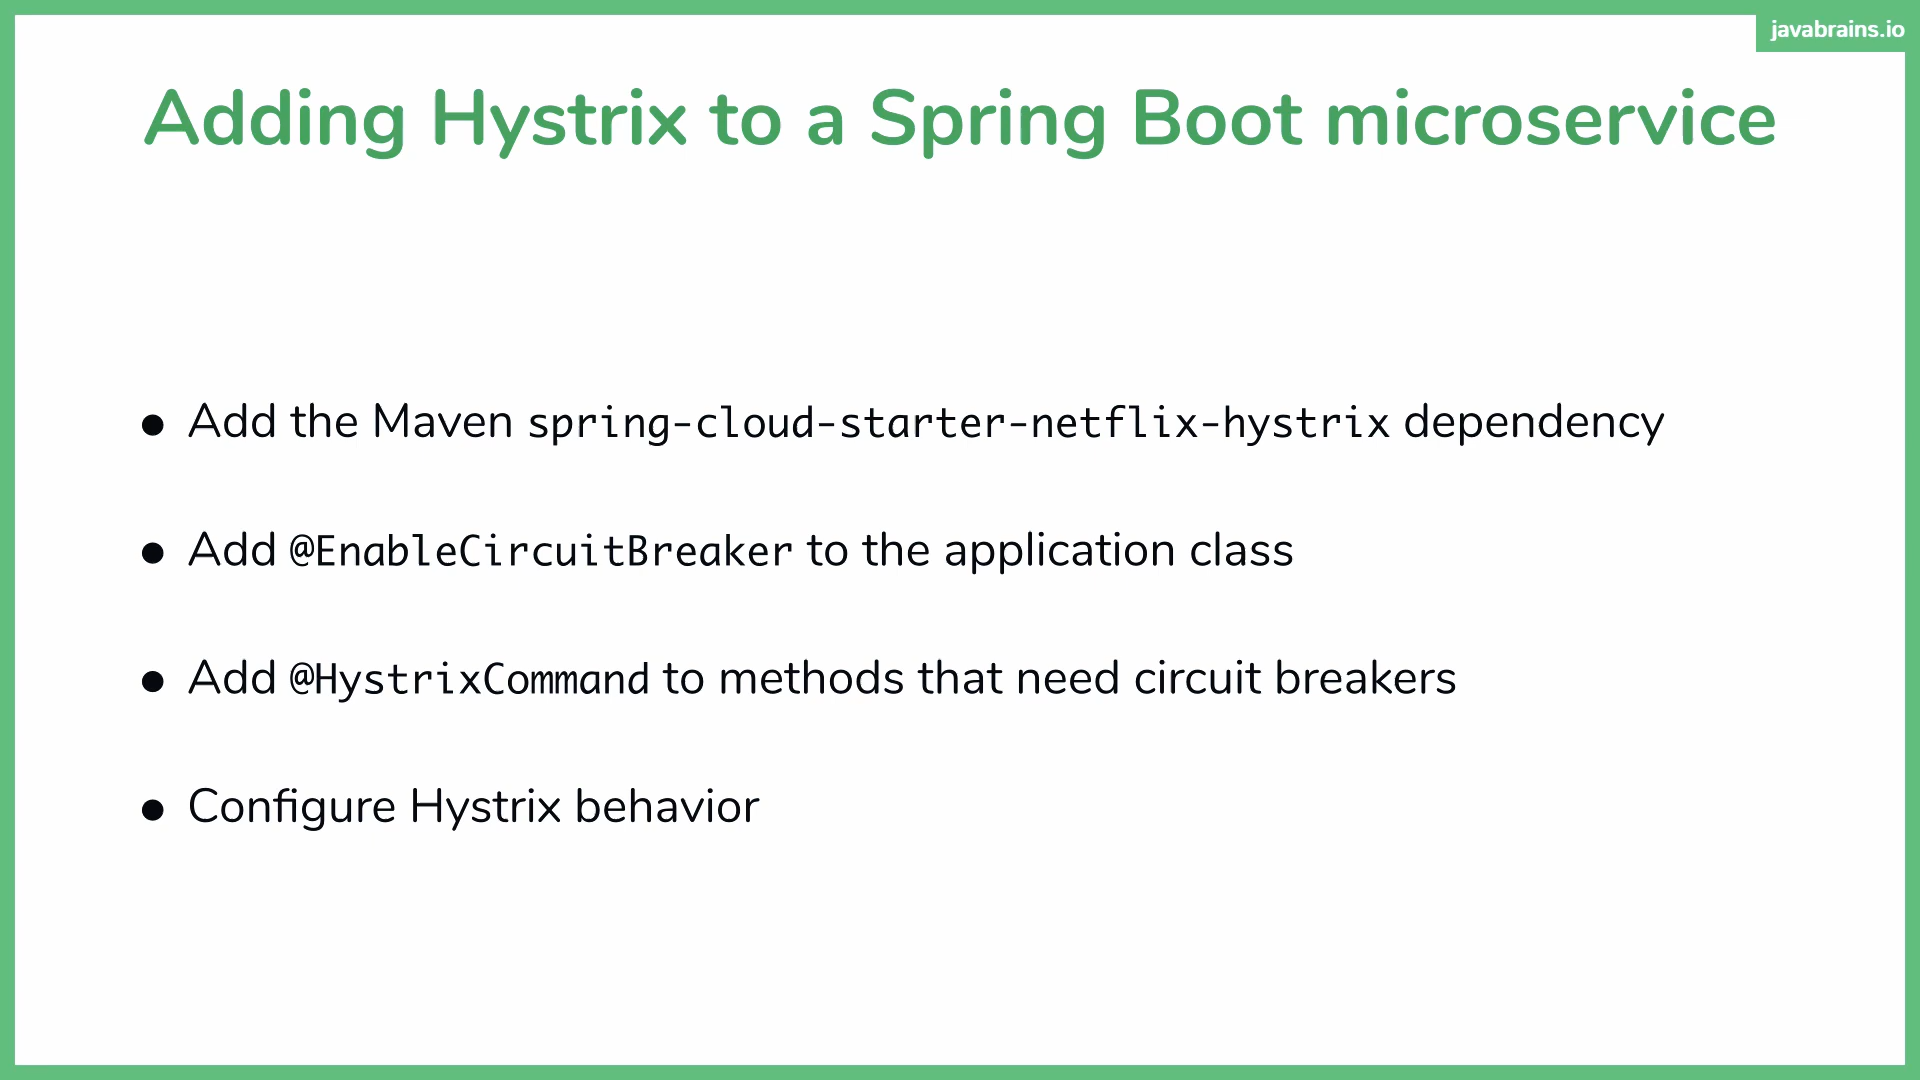 javabrains.io
Adding Hystrix to a Spring Boot microservice
● Add the Maven spring-cloud-starter-netflix-hystrix dependency
● Add @EnableCircuitBreaker to the application class
● Add @HystrixCommand to methods that need circuit breakers
● Configure Hystrix behavior